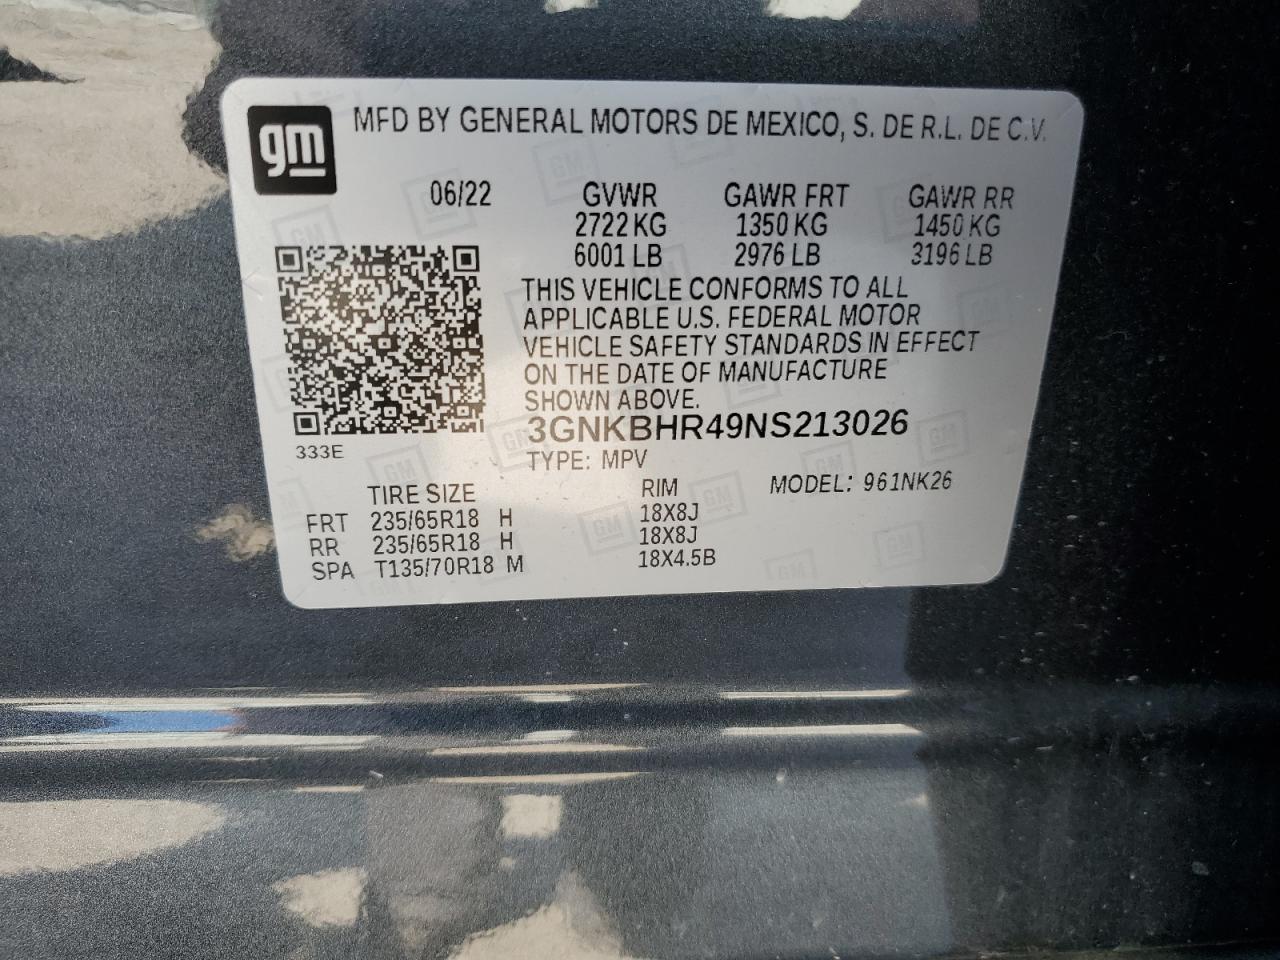 gm
MFD BY GENERAL MOTORS DE MEXICO, S. DE R.L. DE C.V.
06/22 GVWR GAWR FRT GAWR RR
2722 KG 1350 KG 1450 KG
6001 LB 2976 LB 3196 LB
THIS VEHICLE CONFORMS TO ALL
APPLICABLE U.S. FEDERAL MOTOR
VEHICLE SAFETY STANDARDS IN EFFECT
ON THE DATE OF MANUFACTURE
SHOWN ABOVE.
3GNKBHR49NS213026
333E
TYPE: MPV
MODEL: 961NK26
TIRE SIZE RIM
FRT 235/65R18 H 18X8J
RR 235/65R18 H 18X8J
SPA T135/70R18 M 18X4.5B